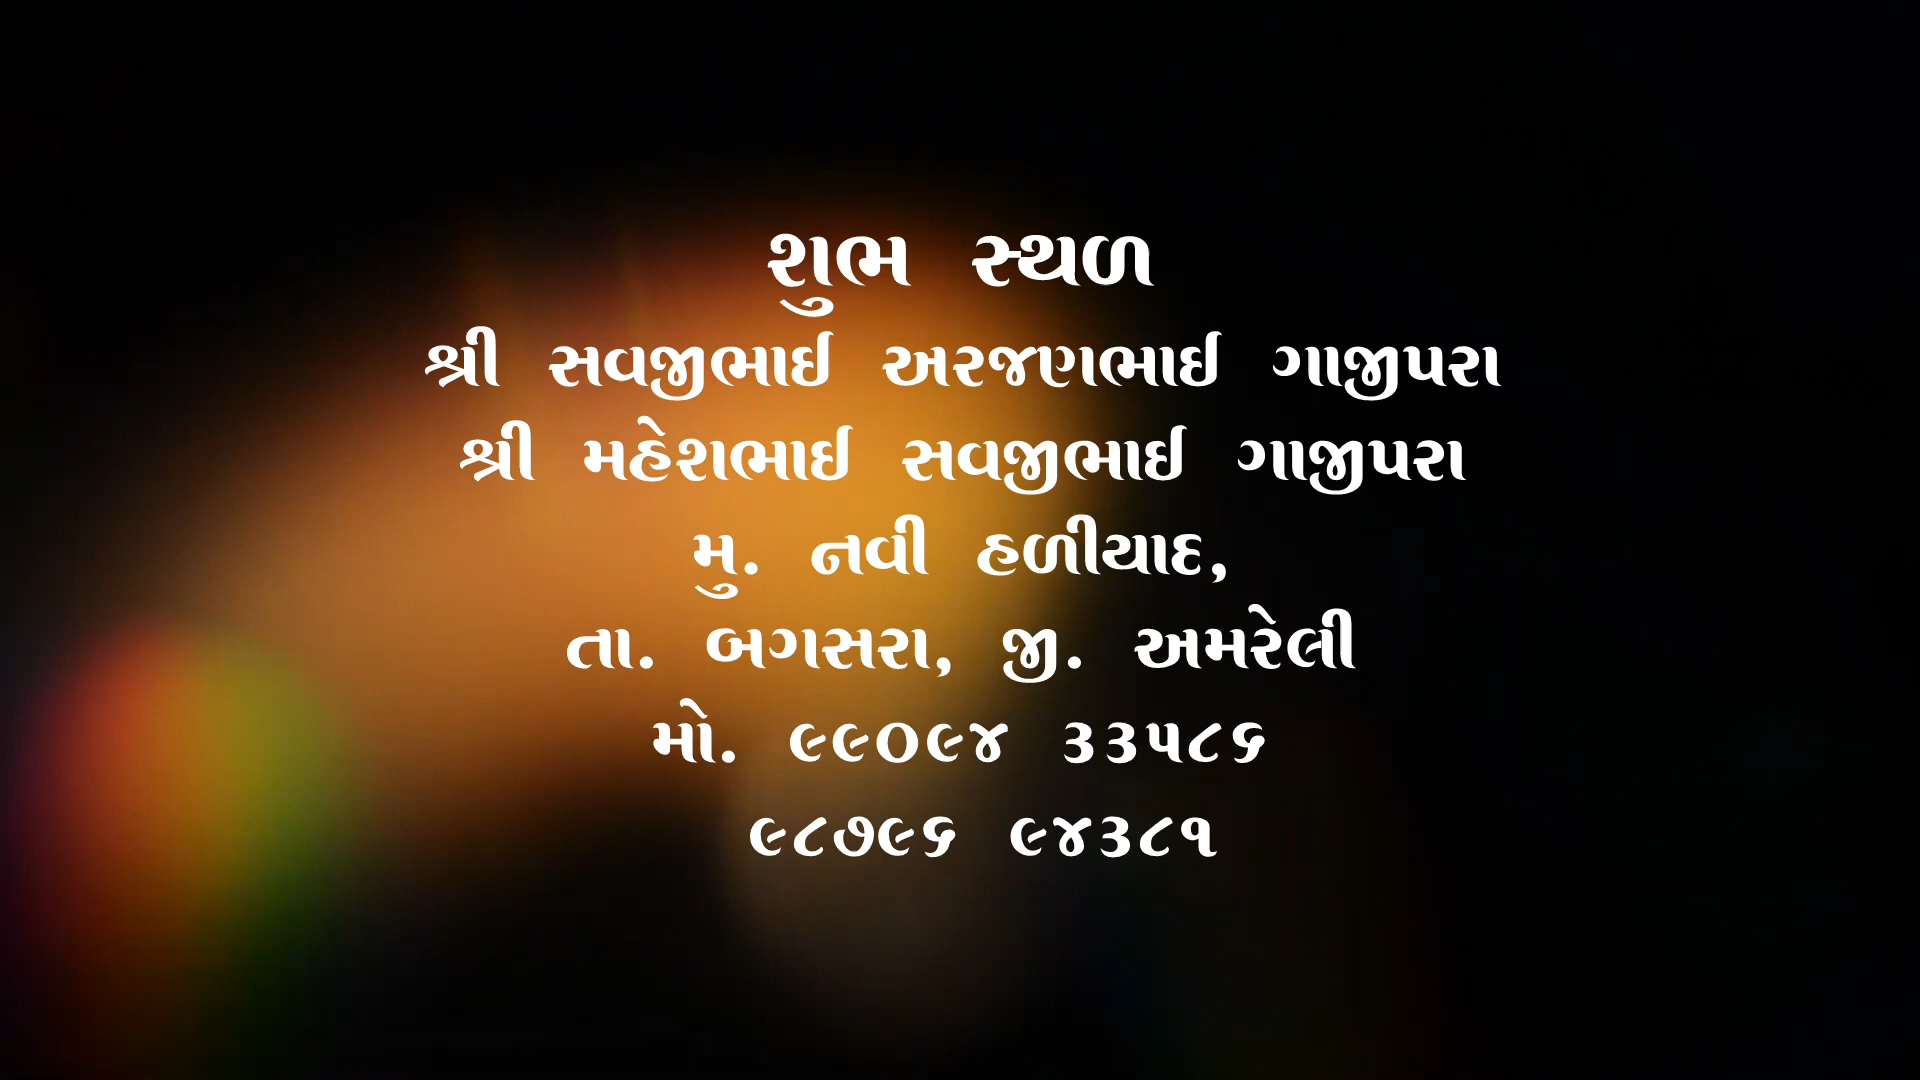 શુભ સ્થળ
શ્રી સવજીભાઈ અરજણભાઈ ગાજીપરા
શ્રી મહેશભાઈ સવજીભાઈ ગાજીપરા
મુ. નવી હળીયાદ,
તા. બગસરા, જી. અમરેલી
મો. ૯૯૦૯૪ ૩૩૫૮૬
૯૮૭૯૬ ૯૪૩૮૧